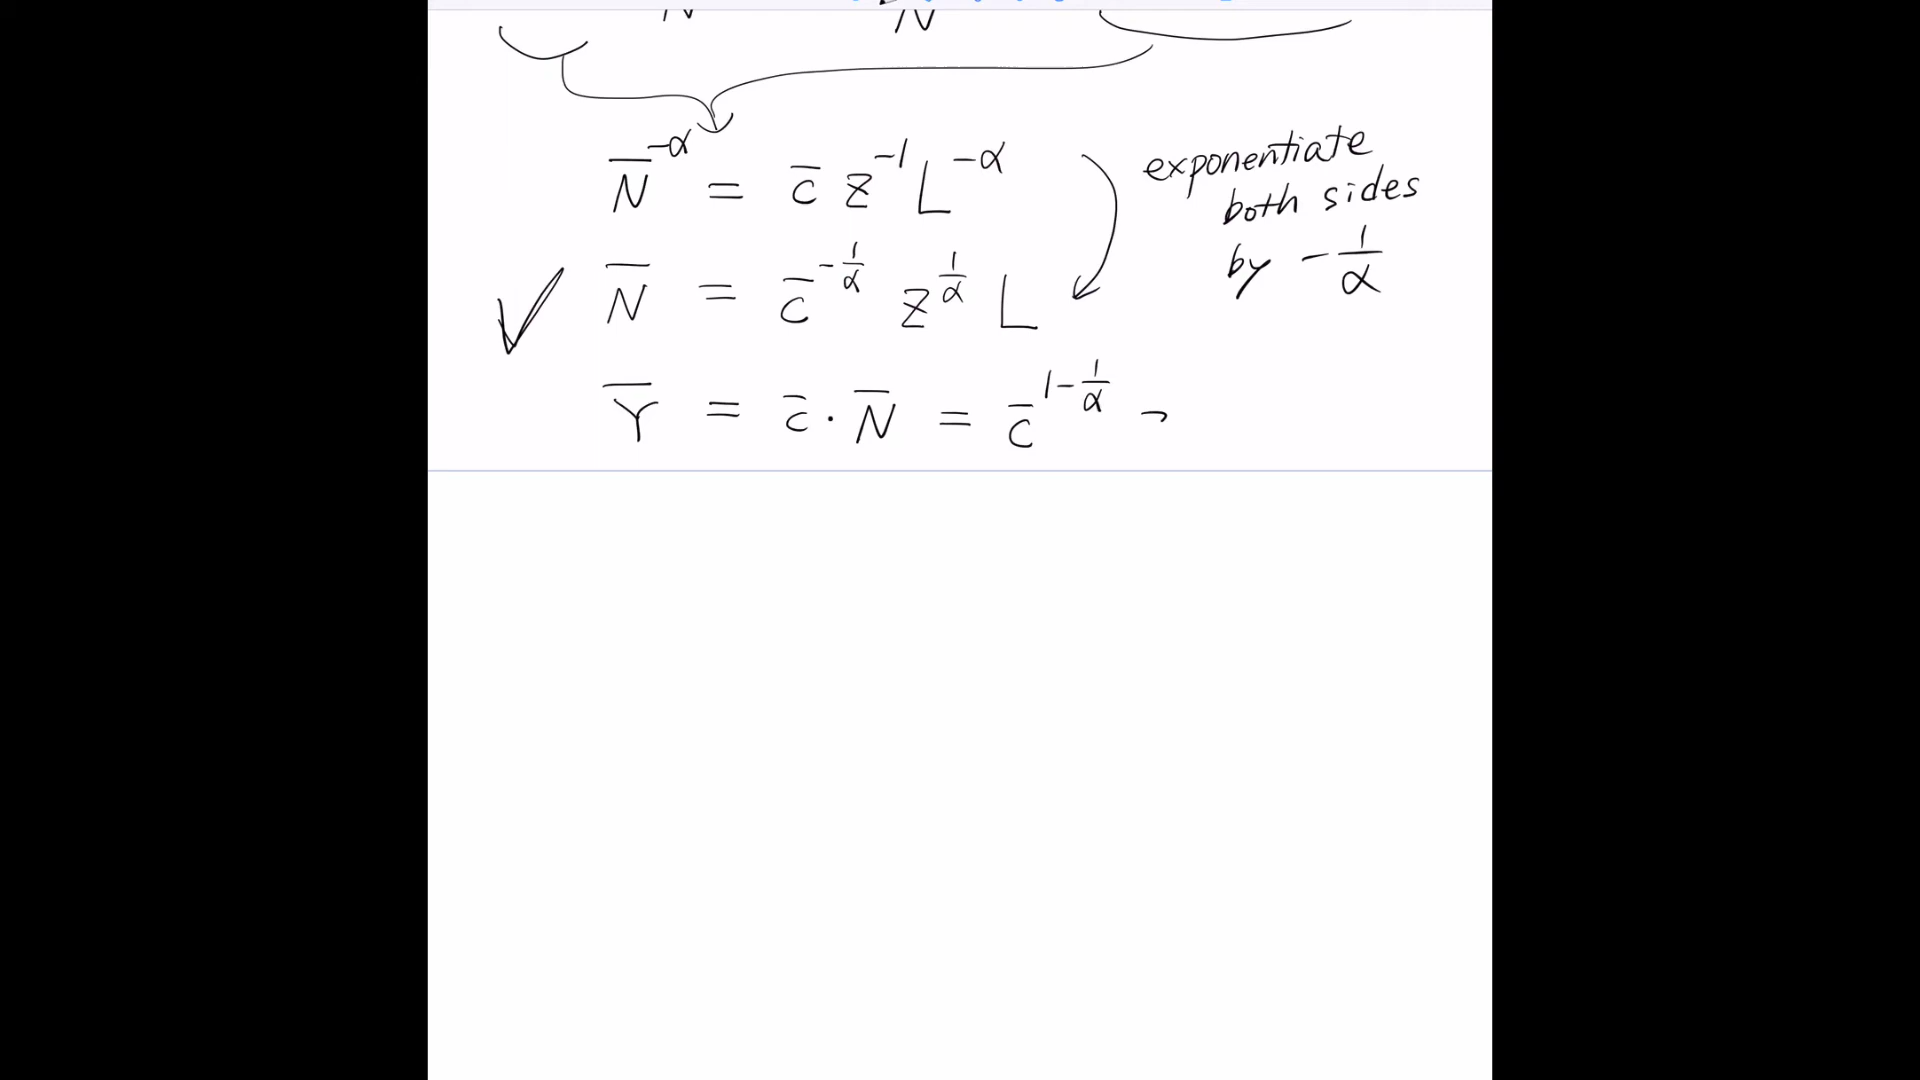 N N
N̄^{-α} = c̄ z^{-1} L^{-α}
exponentiate
both sides
by -1/α
✓ N̄ = c̄^{-1/α} z^{1/α} L
Ȳ = c̄ · N̄ = c̄^{1-1/α}